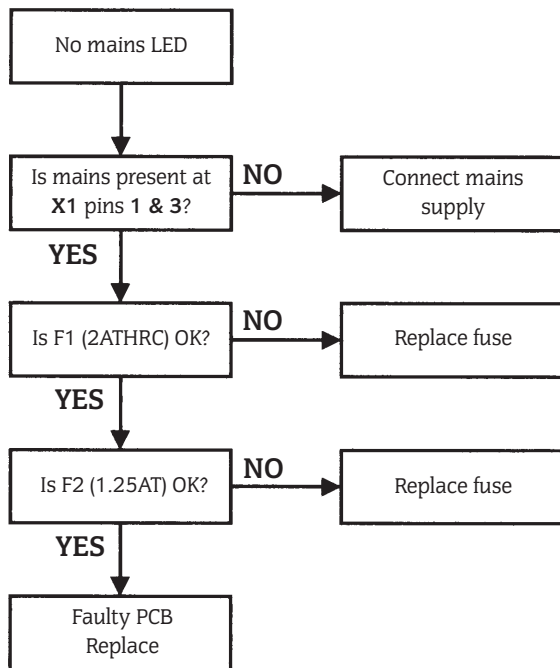 No mains LED
Is mains present at
X1 pins 1 & 3?
NO
Connect mains
supply
YES
Is F1 (2ATHRC) OK?
NO
Replace fuse
YES
Is F2 (1.25AT) OK?
NO
Replace fuse
YES
Faulty PCB
Replace